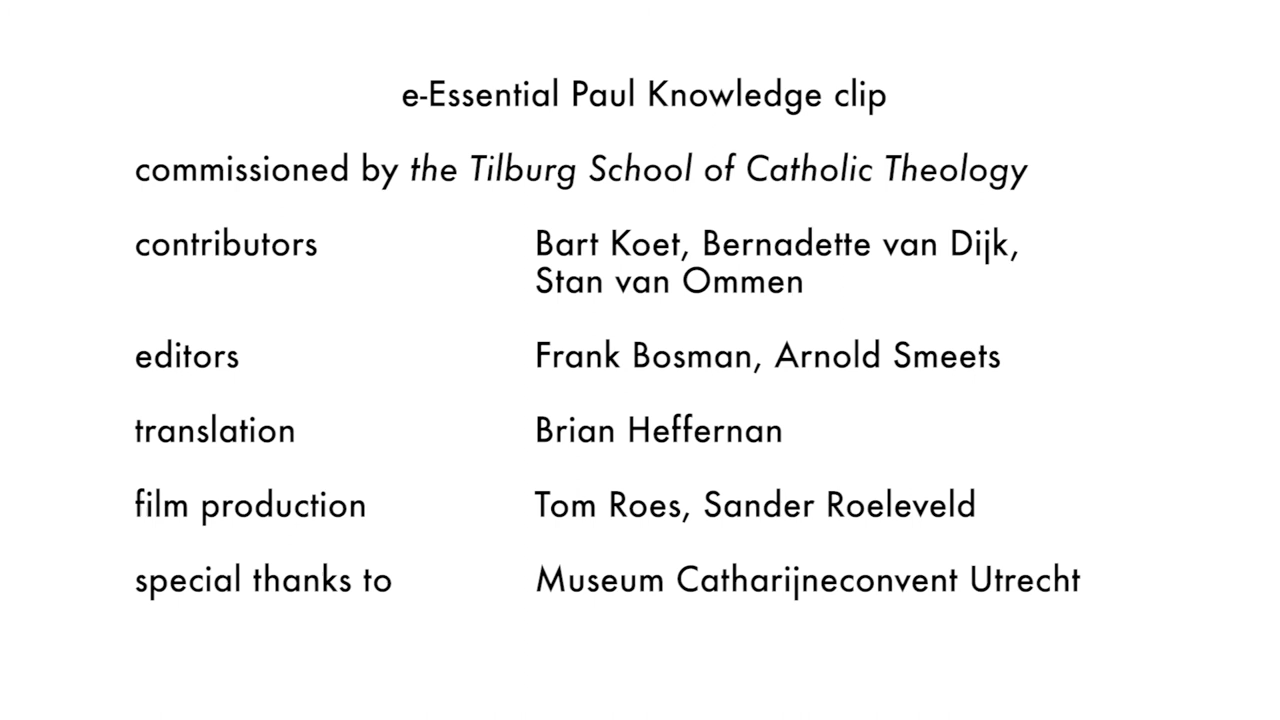 e-Essential Paul Knowledge clip
commissioned by the Tilburg School of Catholic Theology
contributors Bart Koet, Bernadette van Dijk,
Stan van Ommen
editors Frank Bosman, Arnold Smeets
translation Brian Heffernan
film production Tom Roes, Sander Roeleveld
special thanks to Museum Catharijneconvent Utrecht